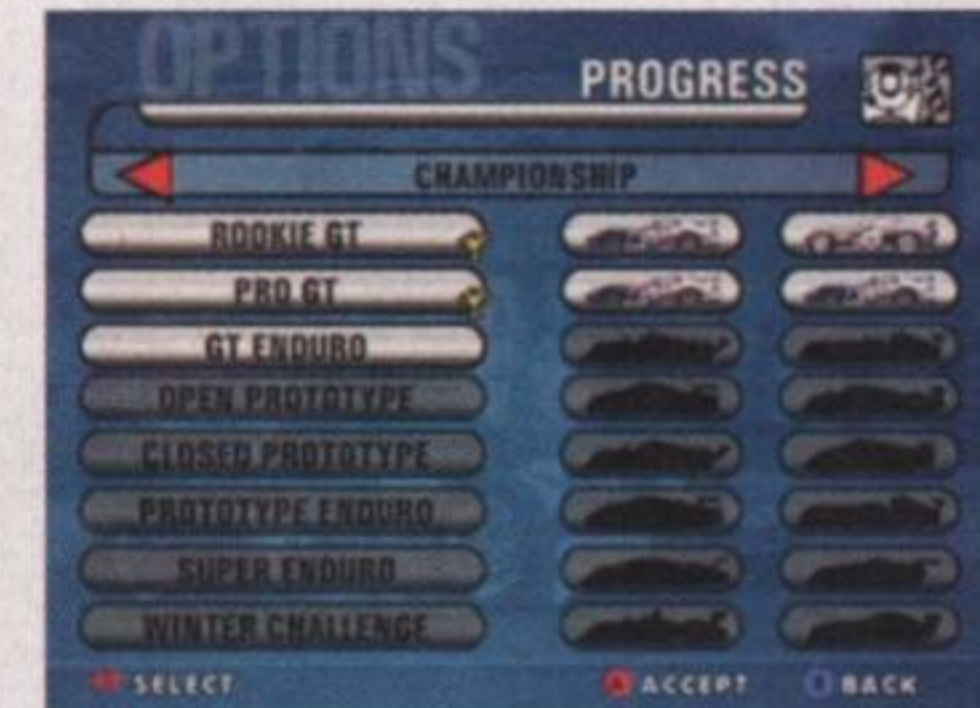 OPTIONS
PROGRESS
CHAMPIONSHIP
ROOKIE GT
PRO GT
GT ENDURO
OPEN PROTOTYPE
CLOSED PROTOTYPE
PROTOTYPE ENDURO
SUPER ENDURO
WINTER CHALLENGE
SELECT
A ACCEPT
BACK